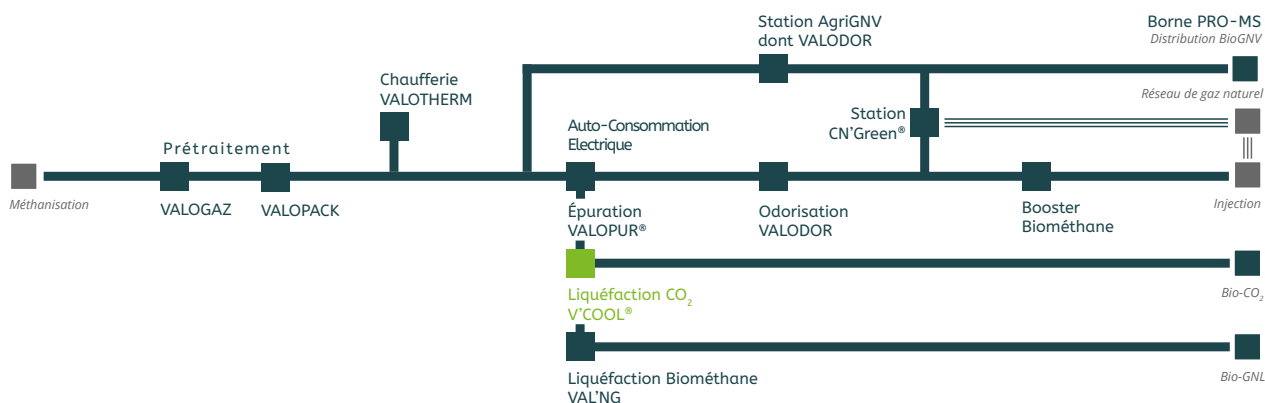 Station AgriGNV
dont VALODOR
Borne PRO-MS
Distribution BioGNV
Chaufferie
VALOTHERM
Réseau de gaz naturel
Station
CN'Green®
Auto-Consommation
Electrique
Prétraitement
Méthanisation
VALOGAZ
VALOPACK
Épuration
VALOPUR®
Odorisation
VALODOR
Booster
Biométhane
Injection
Liquéfaction CO₂
V'COOL®
Bio-CO₂
Liquéfaction Biométhane
VAL'NG
Bio-GNL